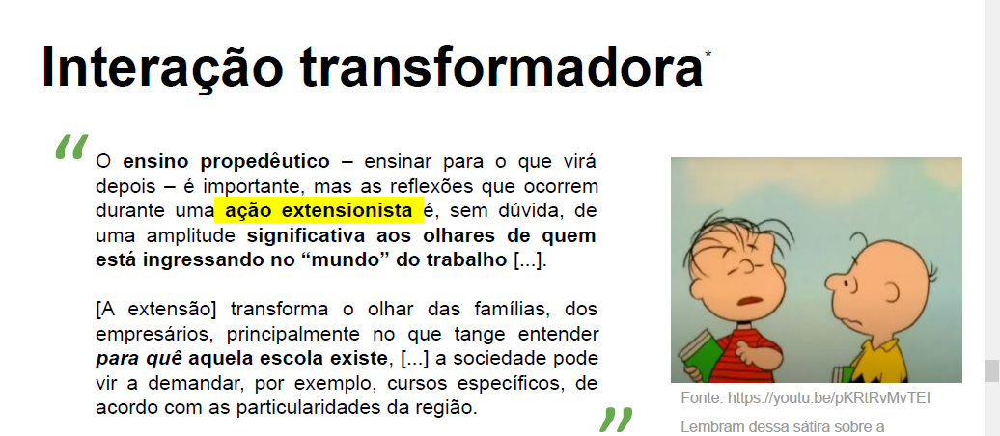 Interação transformadora*
“
O ensino propedêutico – ensinar para o que virá
depois – é importante, mas as reflexões que ocorrem
durante uma ação extensionista é, sem dúvida, de
uma amplitude significativa aos olhares de quem
está ingressando no “mundo” do trabalho [...].
[A extensão] transforma o olhar das famílias, dos
empresários, principalmente no que tange entender
para quê aquela escola existe, [...] a sociedade pode
vir a demandar, por exemplo, cursos específicos, de
acordo com as particularidades da região.
”
Fonte: https://youtu.be/pKRtRvMvTEI
Lembram dessa sátira sobre a